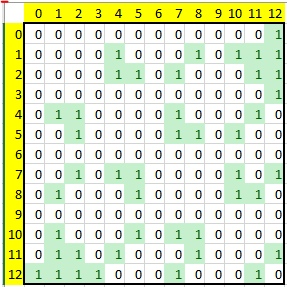 0 1 2 3 4 5 6 7 8 9 10 11 12
0 0 0 0 0 0 0 0 0 0 0 0 0 1
1 0 0 0 0 1 0 0 0 1 0 1 1 1
2 0 0 0 0 1 1 0 1 0 0 0 1 1
3 0 0 0 0 0 0 0 0 0 0 0 0 1
4 0 1 1 0 0 0 0 1 0 0 0 1 0
5 0 0 1 0 0 0 0 1 1 0 1 0 0
6 0 0 0 0 0 0 0 0 0 0 0 0 0
7 0 0 1 0 1 1 0 0 0 0 1 0 1
8 0 1 0 0 0 1 0 0 0 0 1 1 0
9 0 0 0 0 0 0 0 0 0 0 0 0 0
10 0 1 0 0 0 1 0 1 1 0 0 0 0
11 0 1 1 0 1 0 0 0 1 0 0 0 1
12 1 1 1 1 0 0 0 1 0 0 0 1 0